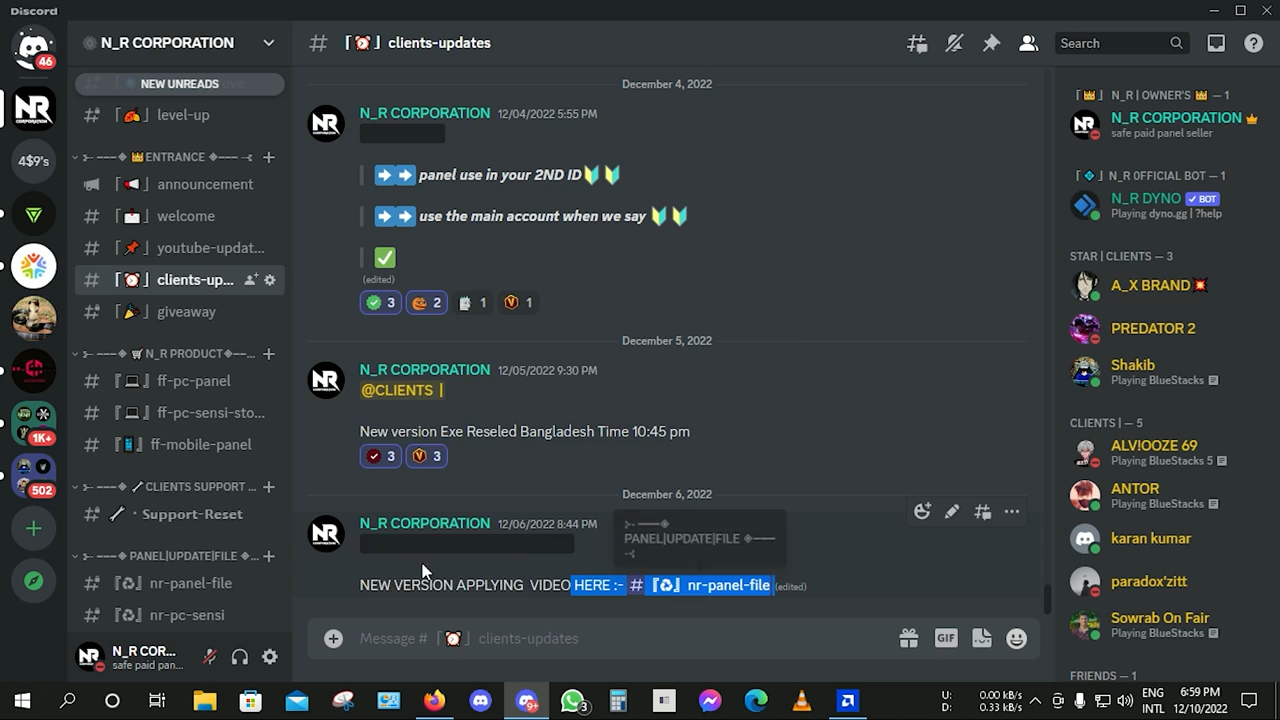 Discord
46
N_R CORPORATION
NEW UNREADS
『🍂』level-up
👑ENTRANCE
『📢』announcement
『📩』welcome
『📌』youtube-updat...
『⏰』clients-up...
『🎉』giveaway
🛒N_R PRODUCT
『💻』ff-pc-panel
『💻』ff-pc-sensi-sto...
『📱』ff-mobile-panel
🔧CLIENTS SUPPORT ...
🔧・Support-Reset
PANEL|UPDATE|FILE
『♻』nr-panel-file
『♻』nr-pc-sensi
NR CORPORATION
4$9's
1K+
502
N_R COR...
safe paid pan...
# 『⏰』clients-updates
Search
December 4, 2022
NR CORPORATION
N_R CORPORATION 12/04/2022 5:55 PM
➡➡panel use in your 2ND ID🔰🔰
➡➡use the main account when we say 🔰🔰
✅
(edited)
3 2 1 1
December 5, 2022
N_R CORPORATION 12/05/2022 9:30 PM
@CLIENTS |
New version Exe Reseled Bangladesh Time 10:45 pm
3 3
December 6, 2022
N_R CORPORATION 12/06/2022 8:44 PM
PANEL|UPDATE|FILE
NEW VERSION APPLYING VIDEO HERE :- # 『♻』nr-panel-file (edited)
Message # 『⏰』clients-updates
GIF
『👑』N_R | OWNER'S 👑 — 1
N_R CORPORATION
safe paid panel seller
『💠』N_R OFFICIAL BOT — 1
N_R DYNO ✓ BOT
Playing dyno.gg | ?help
STAR | CLIENTS — 3
A_X BRAND💥
PREDATOR 2
Shakib
Playing BlueStacks
CLIENTS | — 5
ALV!OOZE 69
Playing BlueStacks 5
ANTOR
Playing BlueStacks
karan kumar
paradox'zitt
Sowrab On Fair
Playing BlueStacks
FRIENDS — 1
9+
3
U: 0.00 kB/s
D: 0.33 kB/s
ENG
INTL
6:59 PM
12/10/2022